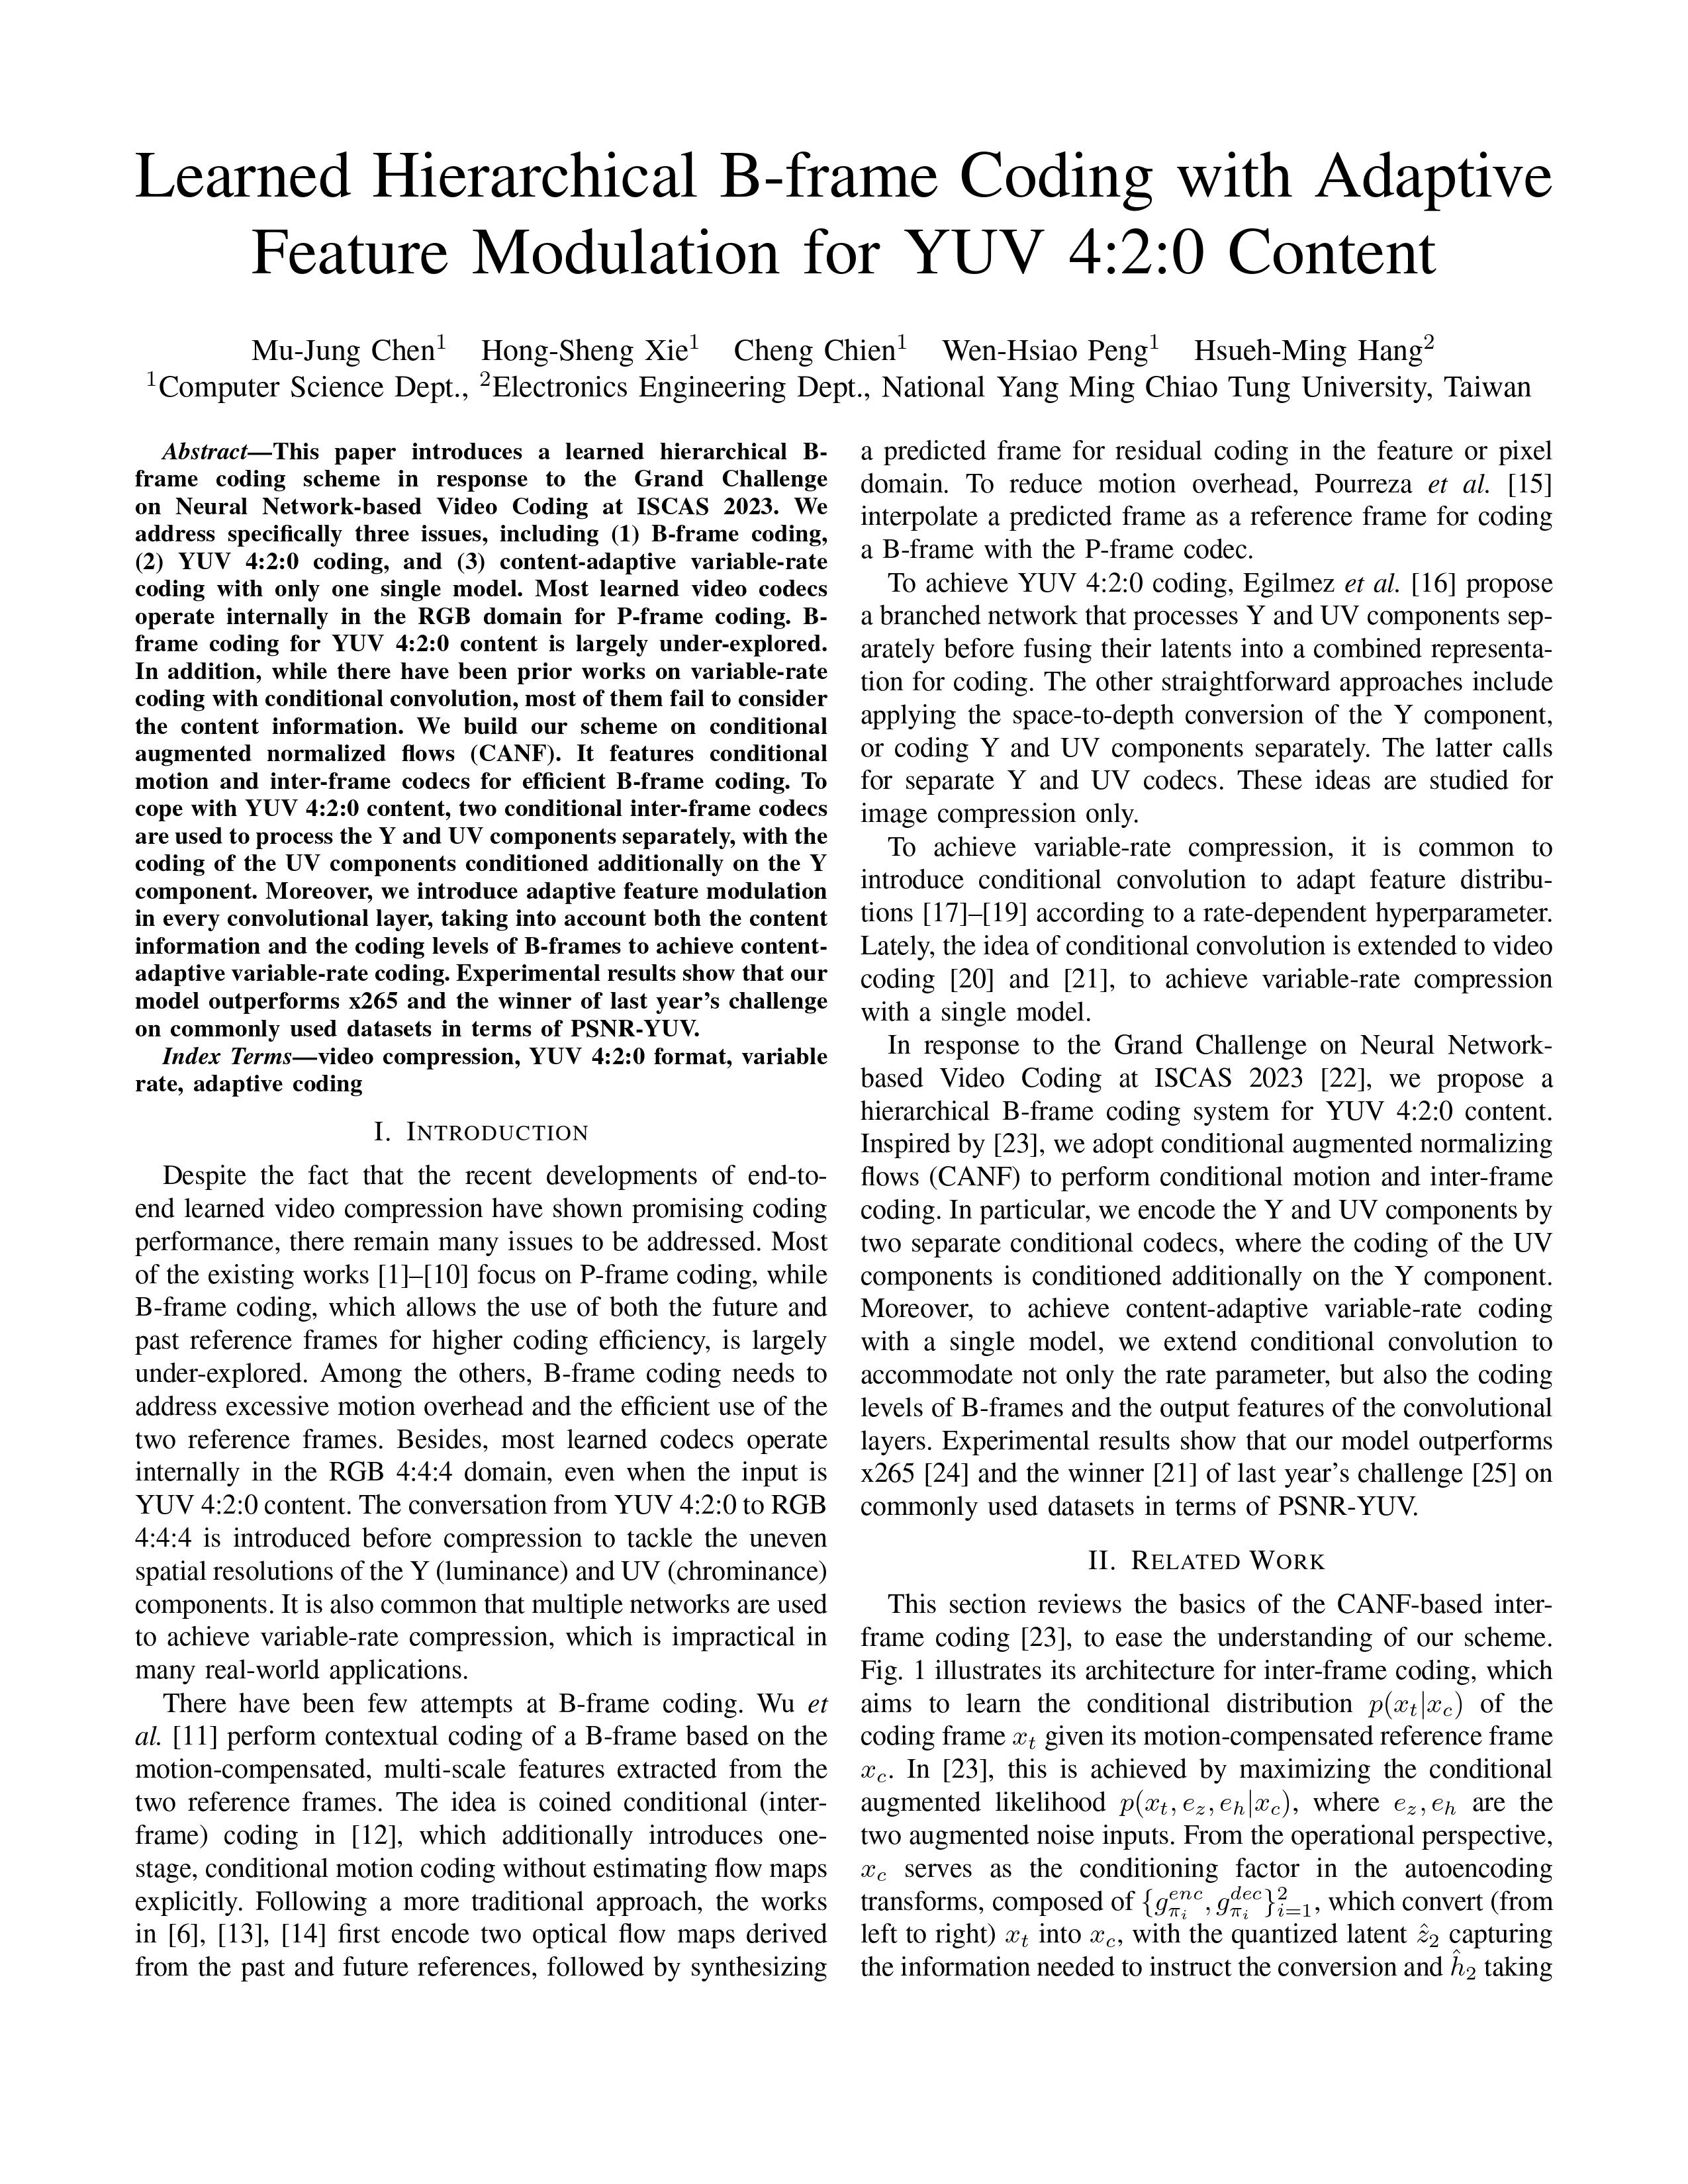 Learned Hierarchical B-frame Coding with Adaptive
Feature Modulation for YUV 4:2:0 Content
Mu-Jung Chen¹ Hong-Sheng Xie¹ Cheng Chien¹ Wen-Hsiao Peng¹ Hsueh-Ming Hang²
¹Computer Science Dept., ²Electronics Engineering Dept., National Yang Ming Chiao Tung University, Taiwan
Abstract—This paper introduces a learned hierarchical B-
frame coding scheme in response to the Grand Challenge
on Neural Network-based Video Coding at ISCAS 2023. We
address specifically three issues, including (1) B-frame coding,
(2) YUV 4:2:0 coding, and (3) content-adaptive variable-rate
coding with only one single model. Most learned video codecs
operate internally in the RGB domain for P-frame coding. B-
frame coding for YUV 4:2:0 content is largely under-explored.
In addition, while there have been prior works on variable-rate
coding with conditional convolution, most of them fail to consider
the content information. We build our scheme on conditional
augmented normalized flows (CANF). It features conditional
motion and inter-frame codecs for efficient B-frame coding. To
cope with YUV 4:2:0 content, two conditional inter-frame codecs
are used to process the Y and UV components separately, with the
coding of the UV components conditioned additionally on the Y
component. Moreover, we introduce adaptive feature modulation
in every convolutional layer, taking into account both the content
information and the coding levels of B-frames to achieve content-
adaptive variable-rate coding. Experimental results show that our
model outperforms x265 and the winner of last year's challenge
on commonly used datasets in terms of PSNR-YUV.
Index Terms—video compression, YUV 4:2:0 format, variable
rate, adaptive coding
I. INTRODUCTION
Despite the fact that the recent developments of end-to-
end learned video compression have shown promising coding
performance, there remain many issues to be addressed. Most
of the existing works [1]–[10] focus on P-frame coding, while
B-frame coding, which allows the use of both the future and
past reference frames for higher coding efficiency, is largely
under-explored. Among the others, B-frame coding needs to
address excessive motion overhead and the efficient use of the
two reference frames. Besides, most learned codecs operate
internally in the RGB 4:4:4 domain, even when the input is
YUV 4:2:0 content. The conversation from YUV 4:2:0 to RGB
4:4:4 is introduced before compression to tackle the uneven
spatial resolutions of the Y (luminance) and UV (chrominance)
components. It is also common that multiple networks are used
to achieve variable-rate compression, which is impractical in
many real-world applications.
There have been few attempts at B-frame coding. Wu et
al. [11] perform contextual coding of a B-frame based on the
motion-compensated, multi-scale features extracted from the
two reference frames. The idea is coined conditional (inter-
frame) coding in [12], which additionally introduces one-
stage, conditional motion coding without estimating flow maps
explicitly. Following a more traditional approach, the works
in [6], [13], [14] first encode two optical flow maps derived
from the past and future references, followed by synthesizing
a predicted frame for residual coding in the feature or pixel
domain. To reduce motion overhead, Pourreza et al. [15]
interpolate a predicted frame as a reference frame for coding
a B-frame with the P-frame codec.
To achieve YUV 4:2:0 coding, Egilmez et al. [16] propose
a branched network that processes Y and UV components sep-
arately before fusing their latents into a combined representa-
tion for coding. The other straightforward approaches include
applying the space-to-depth conversion of the Y component,
or coding Y and UV components separately. The latter calls
for separate Y and UV codecs. These ideas are studied for
image compression only.
To achieve variable-rate compression, it is common to
introduce conditional convolution to adapt feature distribu-
tions [17]–[19] according to a rate-dependent hyperparameter.
Lately, the idea of conditional convolution is extended to video
coding [20] and [21], to achieve variable-rate compression
with a single model.
In response to the Grand Challenge on Neural Network-
based Video Coding at ISCAS 2023 [22], we propose a
hierarchical B-frame coding system for YUV 4:2:0 content.
Inspired by [23], we adopt conditional augmented normalizing
flows (CANF) to perform conditional motion and inter-frame
coding. In particular, we encode the Y and UV components by
two separate conditional codecs, where the coding of the UV
components is conditioned additionally on the Y component.
Moreover, to achieve content-adaptive variable-rate coding
with a single model, we extend conditional convolution to
accommodate not only the rate parameter, but also the coding
levels of B-frames and the output features of the convolutional
layers. Experimental results show that our model outperforms
x265 [24] and the winner [21] of last year's challenge [25] on
commonly used datasets in terms of PSNR-YUV.
II. RELATED WORK
This section reviews the basics of the CANF-based inter-
frame coding [23], to ease the understanding of our scheme.
Fig. 1 illustrates its architecture for inter-frame coding, which
aims to learn the conditional distribution $p(x_t|x_c)$ of the
coding frame $x_t$ given its motion-compensated reference frame
$x_c$. In [23], this is achieved by maximizing the conditional
augmented likelihood $p(x_t, e_z, e_h|x_c)$, where $e_z, e_h$ are the
two augmented noise inputs. From the operational perspective,
$x_c$ serves as the conditioning factor in the autoencoding
transforms, composed of $\{g_{\pi_i}^{enc}, g_{\pi_i}^{dec}\}_{i=1}^2$, which convert (from
left to right) $x_t$ into $x_c$, with the quantized latent $\hat{z}_2$ capturing
the information needed to instruct the conversion and $\hat{h}_2$ taking